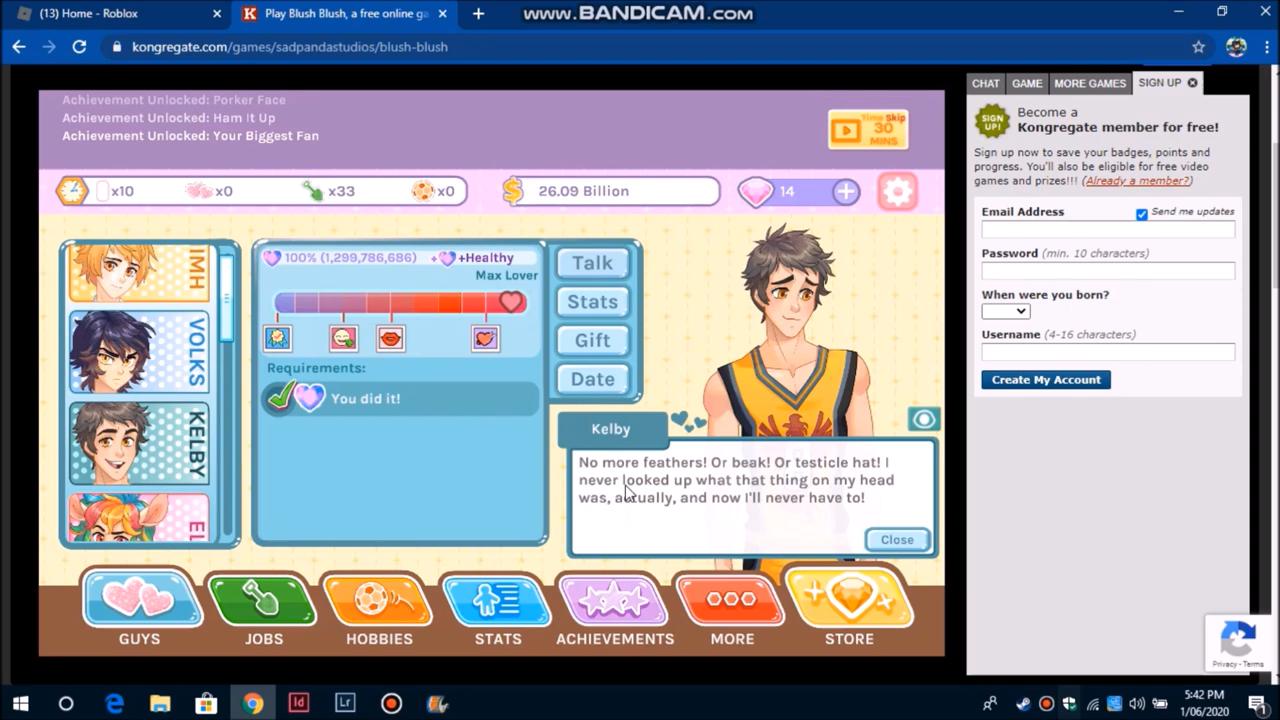 (13) Home - Roblox
Play Blush Blush, a free online ga
www.BANDICAM.com
kongregate.com/games/sadpandastudios/blush-blush
Achievement Unlocked: Porker Face
Achievement Unlocked: Ham It Up
Achievement Unlocked: Your Biggest Fan
Time Skip
30
MINS
x10
x0
x33
x0
26.09 Billion
14
NIMH
VOLKS
KELBY
EL
100% (1,299,786,686)
+Healthy
Max Lover
Requirements:
You did it!
Talk
Stats
Gift
Date
Kelby
No more feathers! Or beak! Or testicle hat! I
never looked up what that thing on my head
was, actually, and now I'll never have to!
Close
GUYS
JOBS
HOBBIES
STATS
ACHIEVEMENTS
MORE
STORE
CHAT
GAME
MORE GAMES
SIGN UP
SIGN
UP!
Become a
Kongregate member for free!
Sign up now to save your badges, points and
progress. You'll also be eligible for free video
games and prizes!!! (Already a member?)
Email Address
Send me updates
Password (min. 10 characters)
When were you born?
Username (4-16 characters)
Create My Account
Privacy - Terms
Id
Lr
5:42 PM
1/06/2020
1